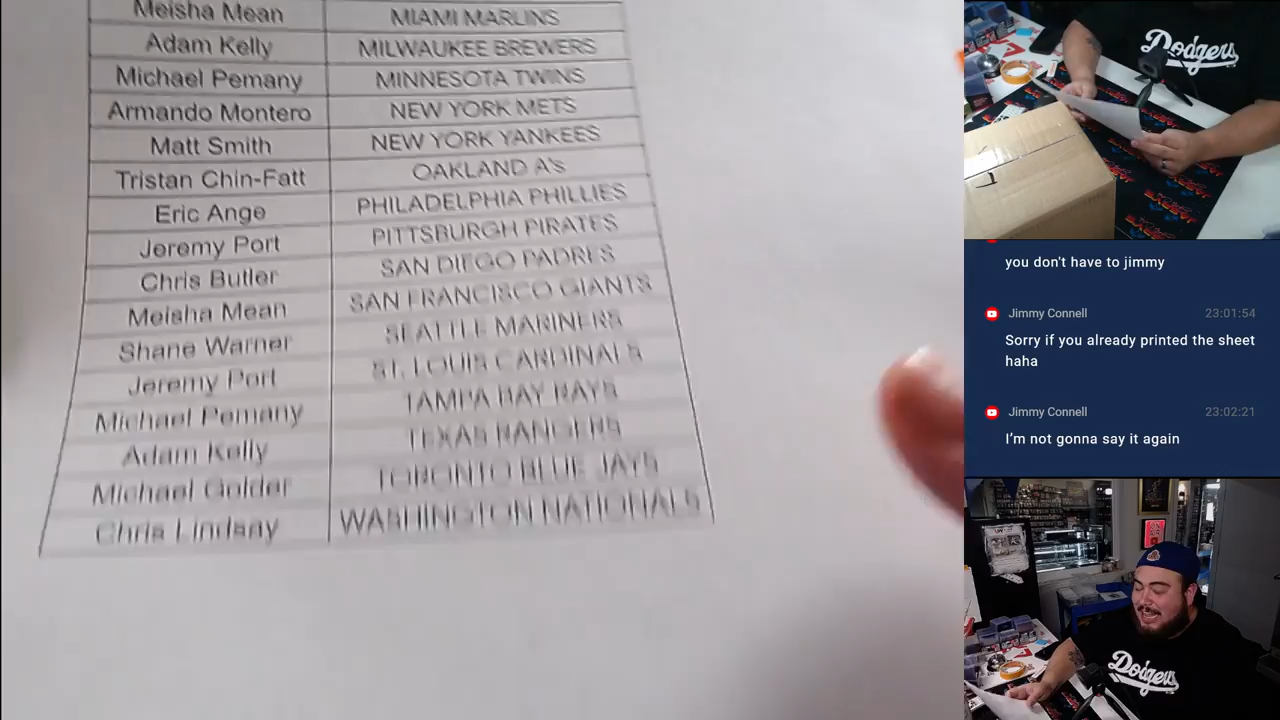 Meisha Mean MIAMI MARLINS
Adam Kelly MILWAUKEE BREWERS
Michael Pemany MINNESOTA TWINS
Armando Montero NEW YORK METS
Matt Smith NEW YORK YANKEES
Tristan Chin-Fatt OAKLAND A's
Eric Ange PHILADELPHIA PHILLIES
Jeremy Port PITTSBURGH PIRATES
Chris Butler SAN DIEGO PADRES
Meisha Mean SAN FRANCISCO GIANTS
Shane Warner SEATTLE MARINERS
Jeremy Port ST. LOUIS CARDINALS
Michael Pemany TAMPA BAY RAYS
Adam Kelly TEXAS RANGERS
Michael Golder TORONTO BLUE JAYS
Chris Lindsay WASHINGTON NATIONALS
Dodgers
you don't have to jimmy
Jimmy Connell 23:01:54
Sorry if you already printed the sheet
haha
Jimmy Connell 23:02:21
I'm not gonna say it again
Dodgers